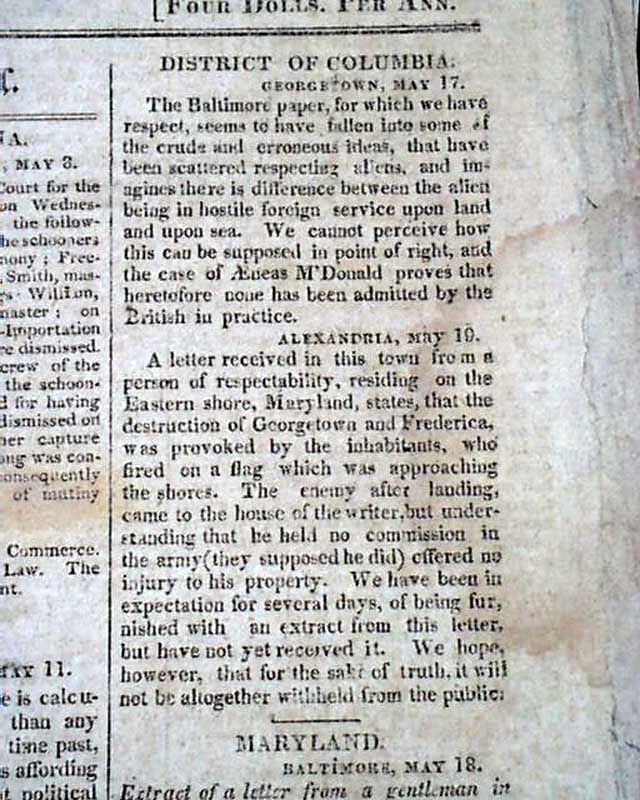 [FOUR DOLLS. PER ANN.
NA.
, MAY 3.
Court for the
on Wednes-
the follow-
he schooners
mony ; Free-
Smith, mas-
rs William,
master ; on
-Importation
re dismissed.
crew of the
the schoon-
d for having
dismissed on
her capture
ong was con-
consequently
of mutiny
Commerce.
Law. The
nt.
MAY 11.
e is calcu-
than any
time past,
s affording
t political
DISTRICT OF COLUMBIA.
GEORGETOWN, MAY 17.
The Baltimore paper, for which we have
respect, seems to have fallen into some of
the crude and erroneous ideas, that have
been scattered respecting aliens, and im-
agines there is difference between the alien
being in hostile foreign service upon land
and upon sea. We cannot perceive how
this can be supposed in point of right, and
the case of Æneas M'Donald proves that
heretofore none has been admitted by the
British in practice.
ALEXANDRIA, May 19.
A letter received in this town from a
person of respectability, residing on the
Eastern shore, Maryland, states, that the
destruction of Georgetown and Frederica,
was provoked by the inhabitants, who
fired on a flag which was approaching
the shores. The enemy after landing,
came to the house of the writer, but under-
standing that he held no commission in
the army (they supposed he did) offered no
injury to his property. We have been in
expectation for several days, of being fur,
nished with an extract from this letter,
but have not yet received it. We hope,
however, that for the sake of truth, it will
not be altogether withheld from the public.
MARYLAND.
BALTIMORE, MAY 18.
Extract of a letter from a gentleman in